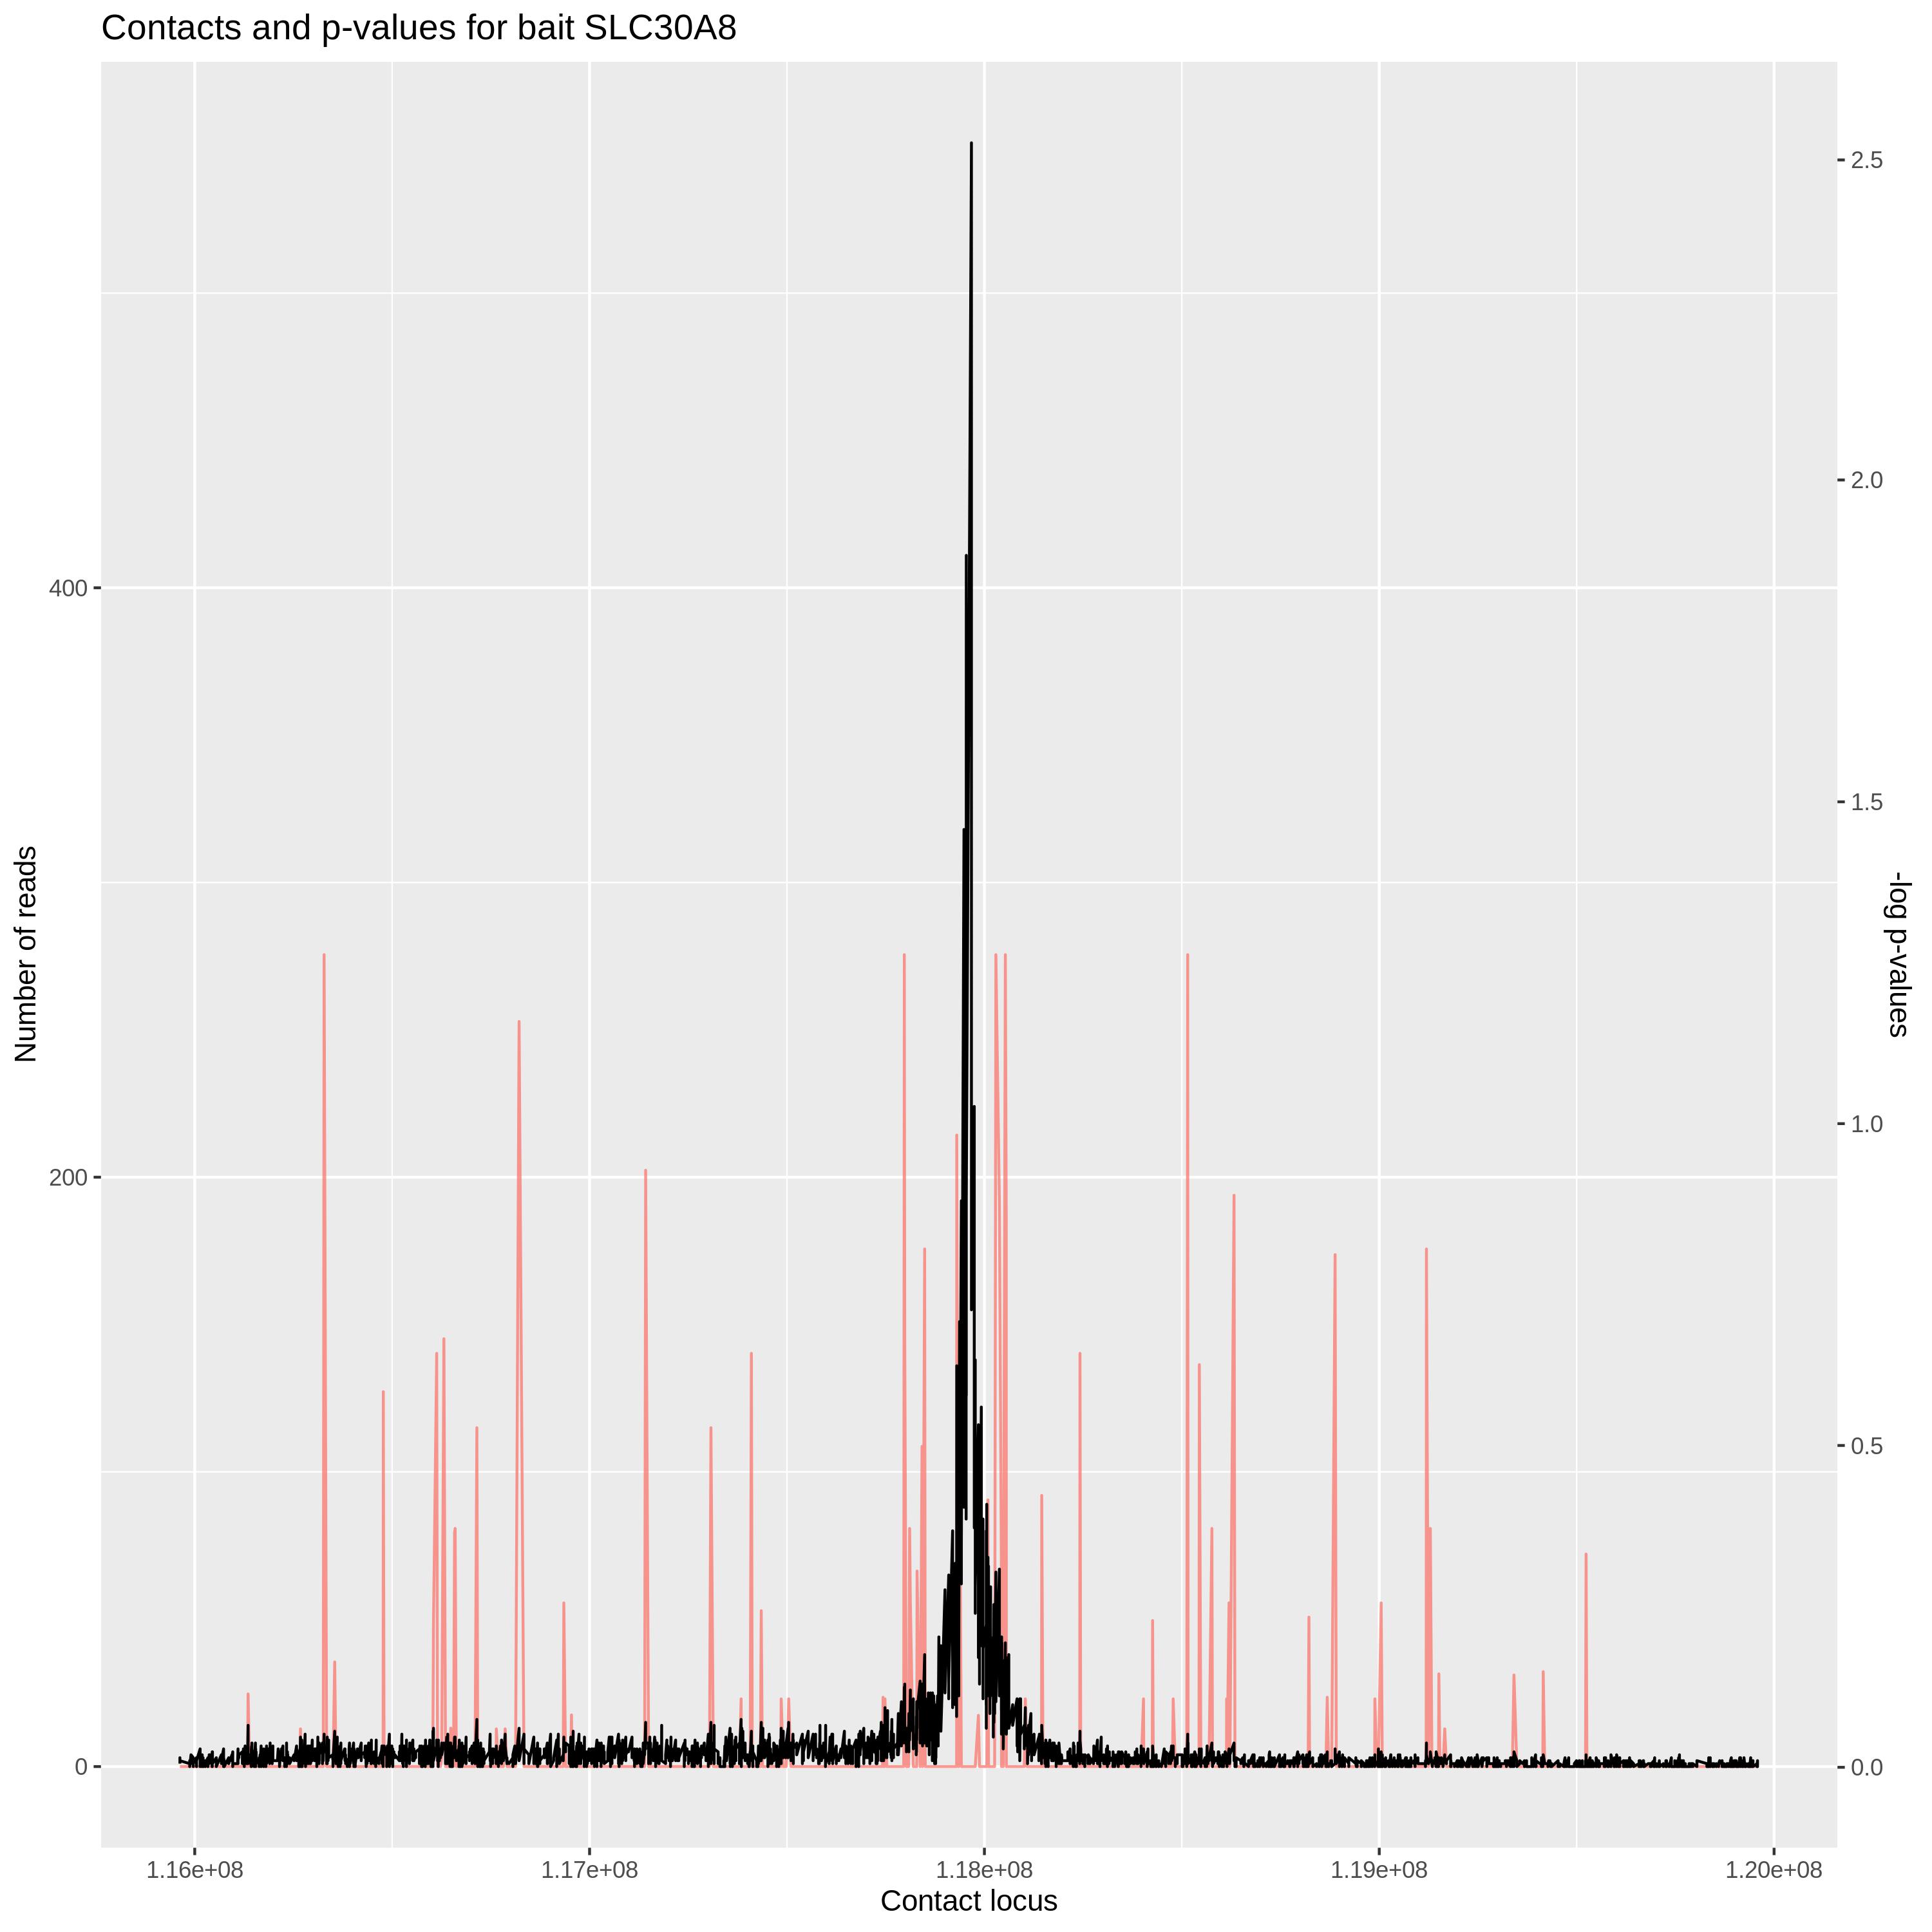 Contacts and p-values for bait SLC30A8
Number of reads
400
200
0
2.5
2.0
1.5
1.0
0.5
0.0
-log p-values
1.16e+08
1.17e+08
1.18e+08
1.19e+08
1.20e+08
Contact locus